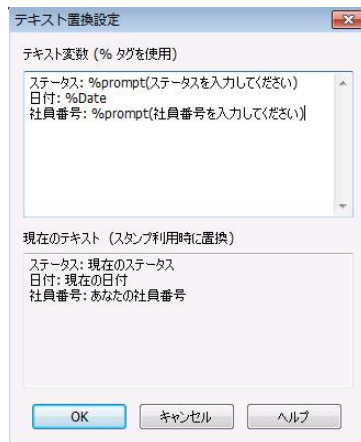 テキスト置換設定
テキスト変数 (% タグを使用)
ステータス: %prompt(ステータスを入力してください)
日付: %Date
社員番号: %prompt(社員番号を入力してください)
現在のテキスト (スタンプ利用時に置換)
ステータス: 現在のステータス
日付: 現在の日付
社員番号: あなたの社員番号
OK
キャンセル
ヘルプ